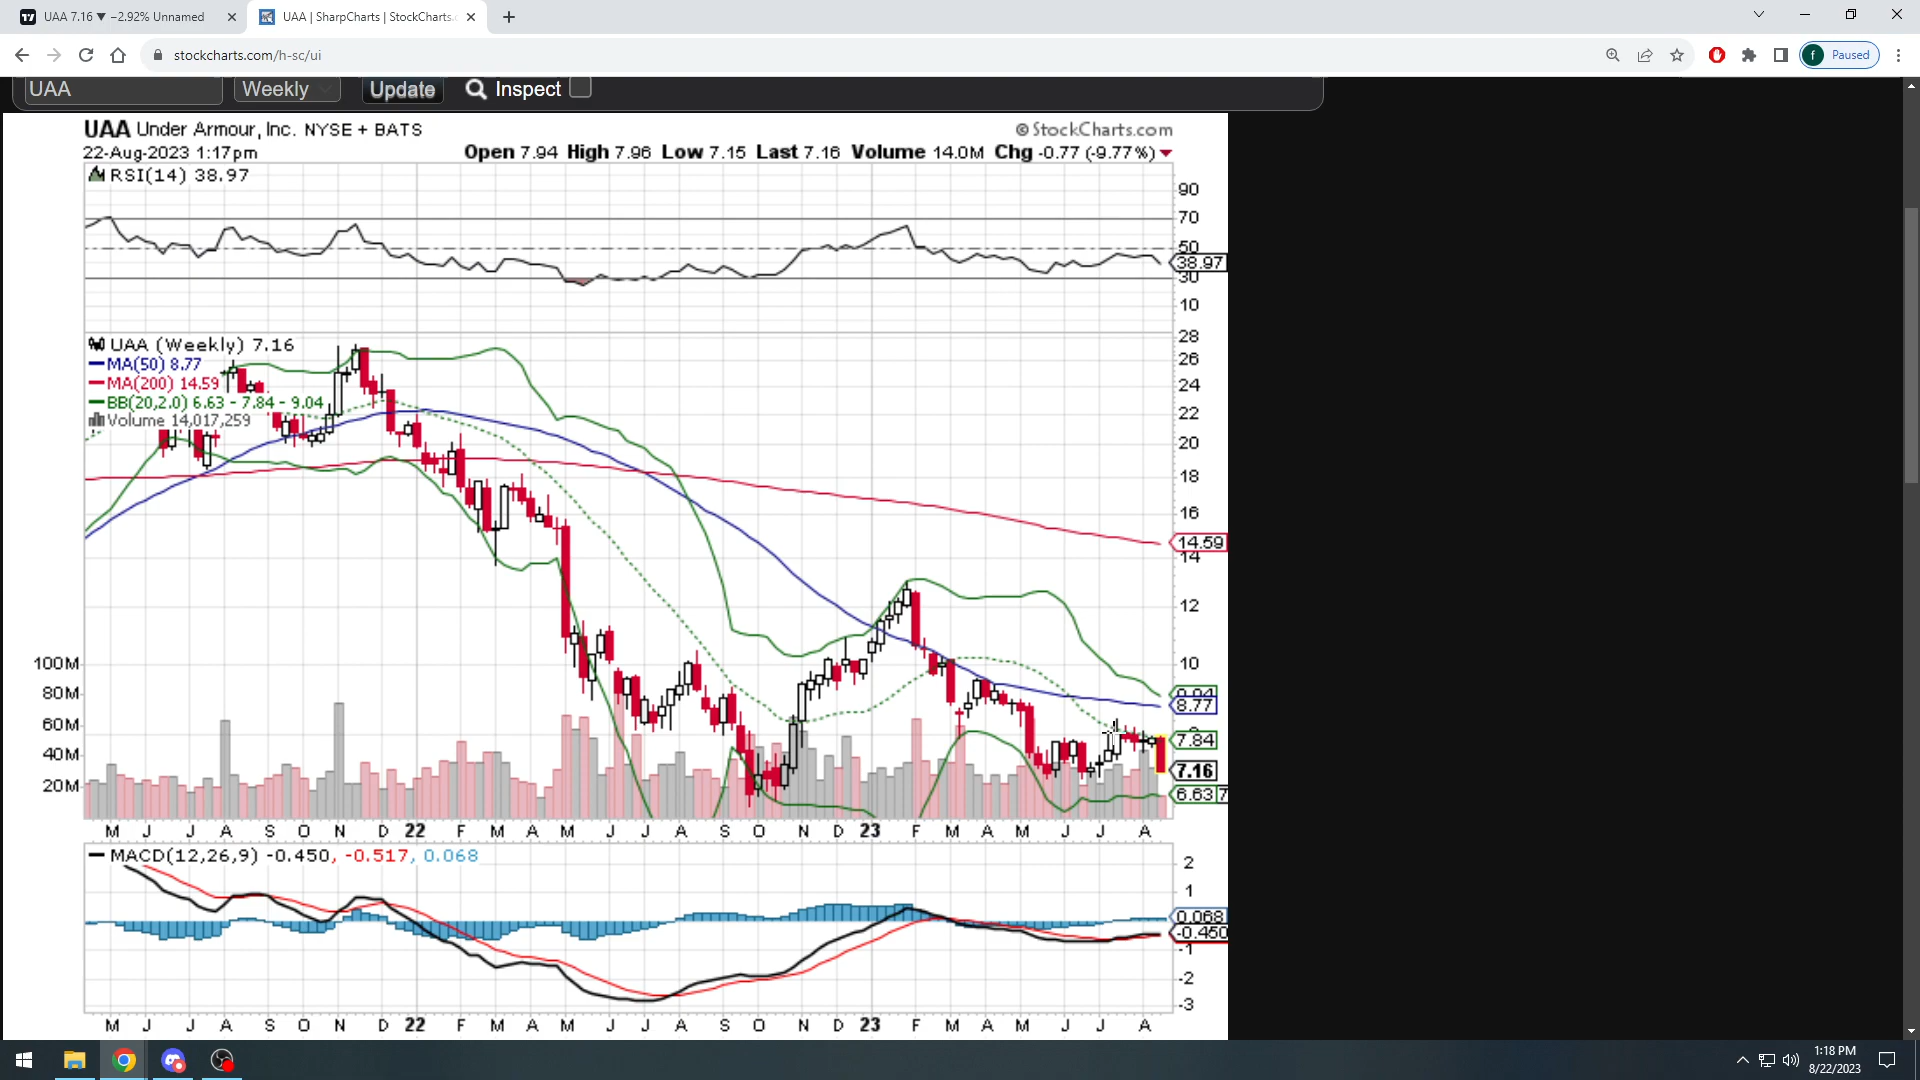 UAA 7.16 ▼ −2.92% Unnamed
UAA | SharpCharts | StockCharts.c
stockcharts.com/h-sc/ui
f Paused
UAA Weekly Update Inspect
UAA Under Armour, Inc. NYSE + BATS
© StockCharts.com
22-Aug-2023 1:17pm
Open 7.94 High 7.96 Low 7.15 Last 7.16 Volume 14.0M Chg -0.77 (-9.77%)
RSI(14) 38.97
90
70
50
38.97
30
10
UAA (Weekly) 7.16
MA(50) 8.77
MA(200) 14.59
BB(20,2.0) 6.63 - 7.84 - 9.04
Volume 14,017,259
28
26
24
22
20
18
16
14.59
14
12
10
9.04
8.77
7.84
7.16
6.63
7
100M
80M
60M
40M
20M
M J J A S O N D 22 F M A M J J A S O N D 23 F M A M J J A
MACD(12,26,9) -0.450, -0.517, 0.068
2
1
0.068
-0.450
-1
-2
-3
M J J A S O N D 22 F M A M J J A S O N D 23 F M A M J J A
1:18 PM
8/22/2023